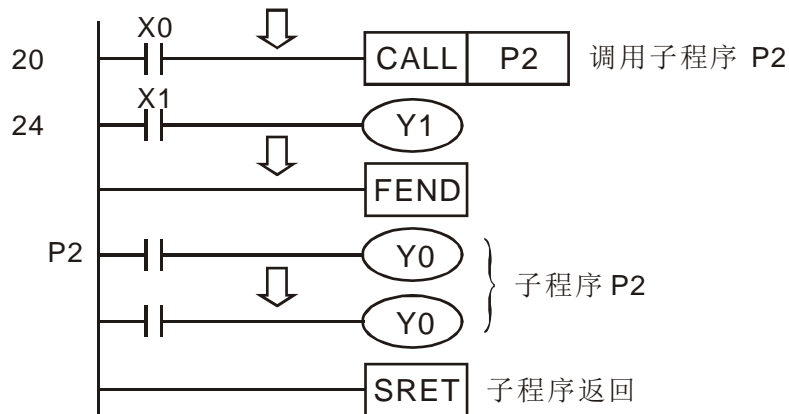 X0
20 CALL P2 调用子程序 P2
X1
24 Y1
FEND
P2 Y0
子程序 P2
Y0
SRET 子程序返回